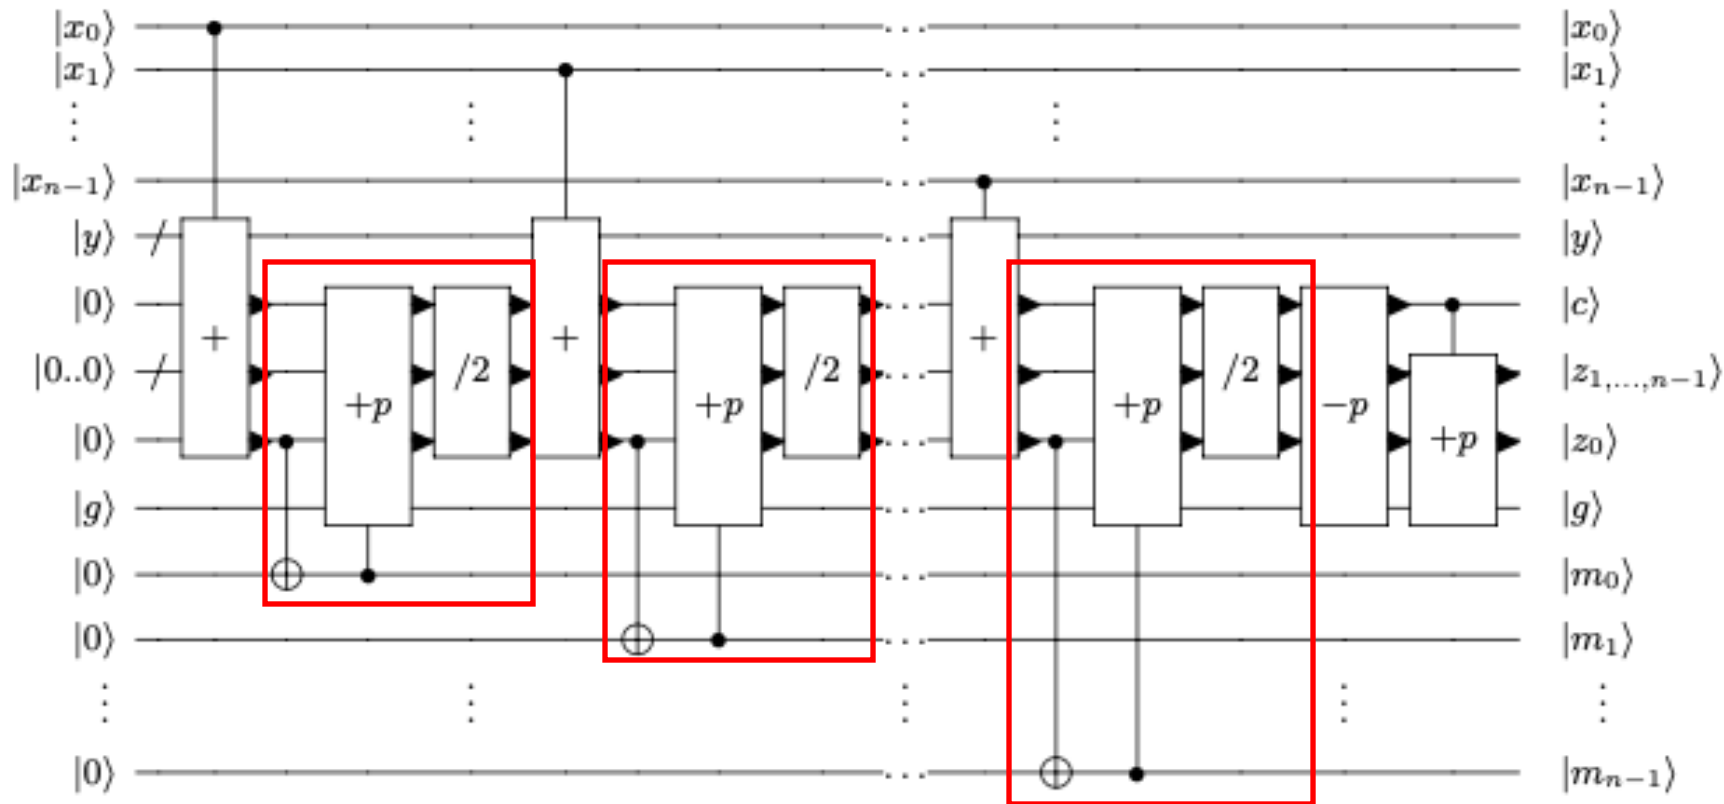 |x₀⟩ ... |x₀⟩
|x₁⟩ ... |x₁⟩
⋮ ⋮ ⋮ ⋮ ⋮
|xₙ₋₁⟩ ... |xₙ₋₁⟩
|y⟩ / ... |y⟩
|0⟩ ... |c⟩
+ + +
|0..0⟩ / /2 /2 ... /2 |z₁,...,ₙ₋₁⟩
+p +p +p −p
|0⟩ ... +p |z₀⟩
|g⟩ ... |g⟩
|0⟩ ... |m₀⟩
|0⟩ ... |m₁⟩
⋮ ⋮ ⋮ ⋮ ⋮
|0⟩ ... |mₙ₋₁⟩